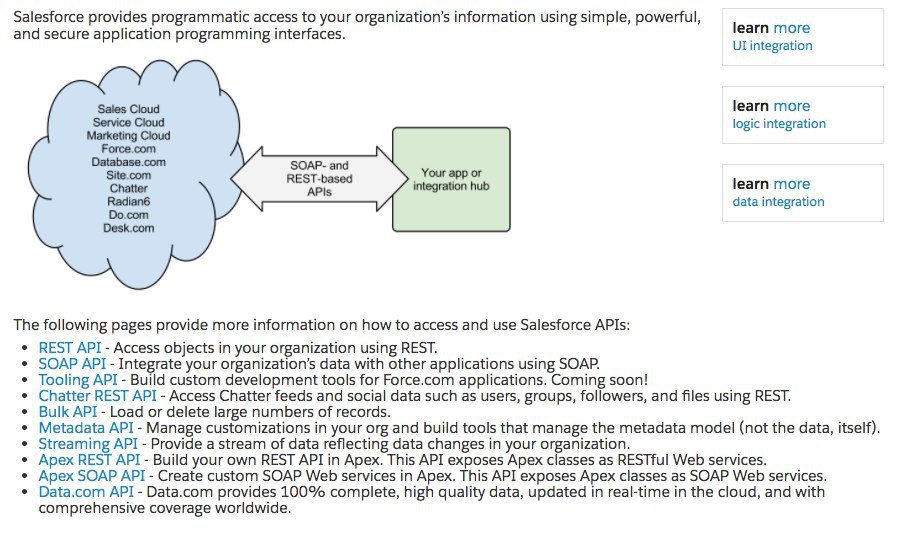 Salesforce provides programmatic access to your organization's information using simple, powerful,
and secure application programming interfaces.
learn more
UI integration
learn more
logic integration
learn more
data integration
Sales Cloud
Service Cloud
Marketing Cloud
Force.com
Database.com
Site.com
Chatter
Radian6
Do.com
Desk.com
SOAP- and
REST-based
APIs
Your app or
integration hub
The following pages provide more information on how to access and use Salesforce APIs:
• REST API - Access objects in your organization using REST.
• SOAP API - Integrate your organization's data with other applications using SOAP.
• Tooling API - Build custom development tools for Force.com applications. Coming soon!
• Chatter REST API - Access Chatter feeds and social data such as users, groups, followers, and files using REST.
• Bulk API - Load or delete large numbers of records.
• Metadata API - Manage customizations in your org and build tools that manage the metadata model (not the data, itself).
• Streaming API - Provide a stream of data reflecting data changes in your organization.
• Apex REST API - Build your own REST API in Apex. This API exposes Apex classes as RESTful Web services.
• Apex SOAP API - Create custom SOAP Web services in Apex. This API exposes Apex classes as SOAP Web services.
• Data.com API - Data.com provides 100% complete, high quality data, updated in real-time in the cloud, and with
comprehensive coverage worldwide.